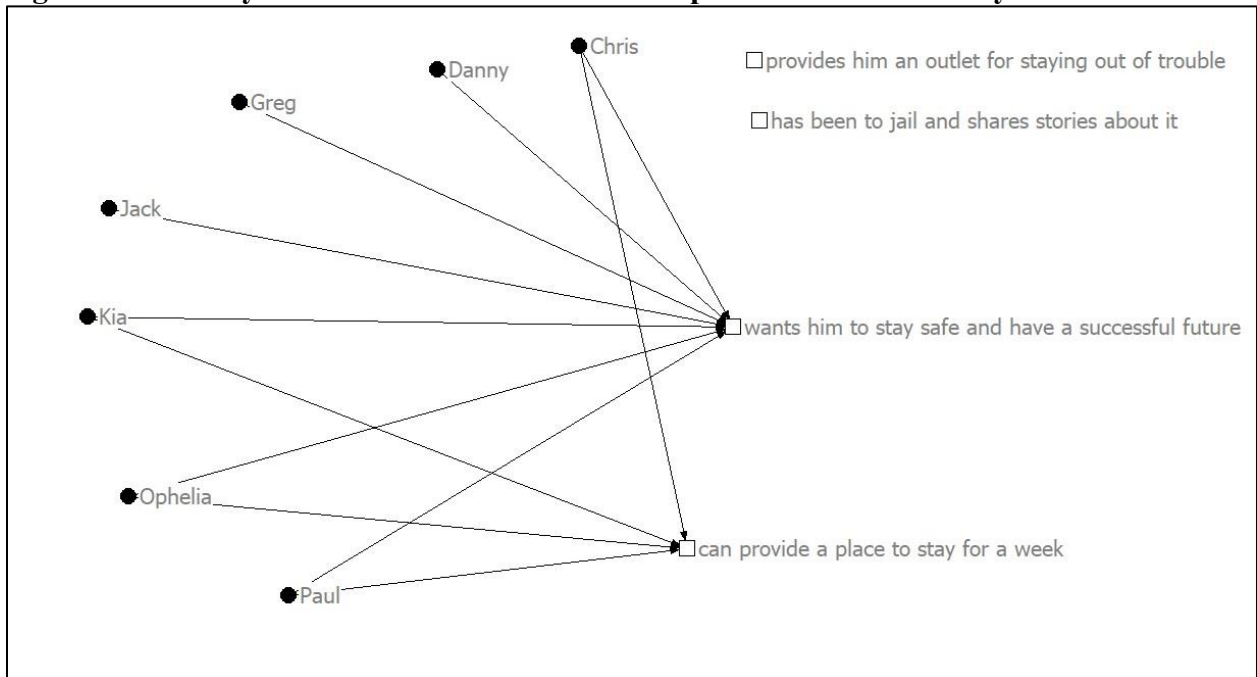 Chris
provides him an outlet for staying out of trouble
Danny
Greg
has been to jail and shares stories about it
Jack
Kia
wants him to stay safe and have a successful future
Ophelia
can provide a place to stay for a week
Paul